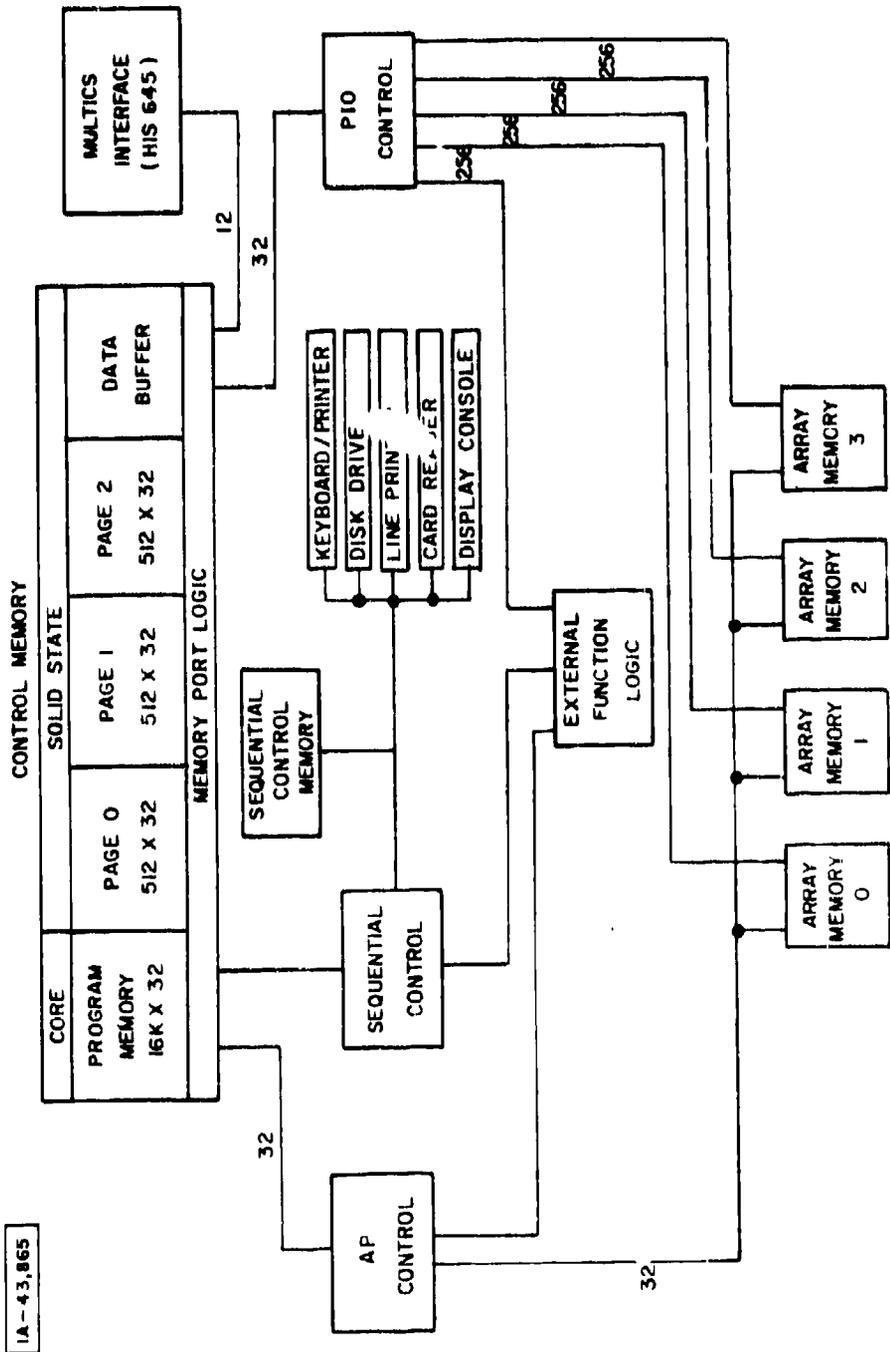 CONTROL MEMORY
CORE
SOLID STATE
PROGRAM
MEMORY
16K X 32
PAGE 0
512 X 32
PAGE 1
512 X 32
PAGE 2
512 X 32
DATA
BUFFER
MEMORY PORT LOGIC
MULTICS
INTERFACE
(HIS 645)
12
32
32
AP
CONTROL
SEQUENTIAL
CONTROL
SEQUENTIAL
CONTROL
MEMORY
KEYBOARD/PRINTER
DISK DRIVE
LINE
CARD
DISPLAY CONSOLE
PIO
CONTROL
256
256
256
256
EXTERNAL
FUNCTION
LOGIC
32
ARRAY
MEMORY
0
ARRAY
MEMORY
1
ARRAY
MEMORY
2
ARRAY
MEMORY
3
IA-43,865